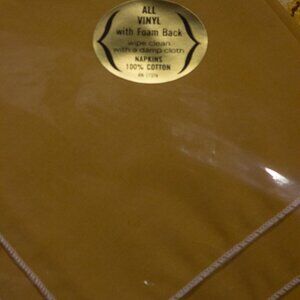 ALL
VINYL
with Foam Back
wipe clean
with a damp cloth
NAPKINS
100% COTTON